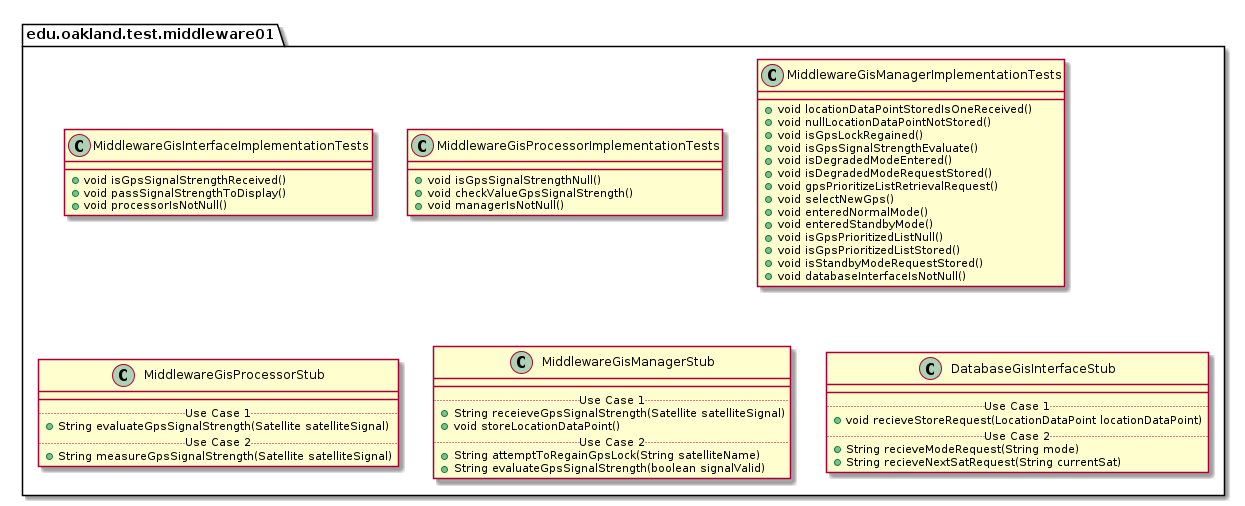 edu.oakland.test.middleware01
C MiddlewareGisInterfaceImplementationTests
void isGpsSignalStrengthReceived()
void passSignalStrengthToDisplay()
void processorIsNotNull()
C MiddlewareGisProcessorImplementationTests
void isGpsSignalStrengthNull()
void checkValueGpsSignalStrength()
void managerIsNotNull()
C MiddlewareGisManagerImplementationTests
void locationDataPointStoredIsOneReceived()
void nullLocationDataPointNotStored()
void isGpsLockRegained()
void isGpsSignalStrengthEvaluate()
void isDegradedModeEntered()
void isDegradedModeRequestStored()
void gpsPrioritizeListRetrievalRequest()
void selectNewGps()
void enteredNormalMode()
void enteredStandbyMode()
void isGpsPrioritizedListNull()
void isGpsPrioritizedListStored()
void isStandbyModeRequestStored()
void databaseInterfaceIsNotNull()
C MiddlewareGisProcessorStub
Use Case 1
String evaluateGpsSignalStrength(Satellite satelliteSignal)
Use Case 2
String measureGpsSignalStrength(Satellite satelliteSignal)
C MiddlewareGisManagerStub
Use Case 1
String receieveGpsSignalStrength(Satellite satelliteSignal)
void storeLocationDataPoint()
Use Case 2
String attemptToRegainGpsLock(String satelliteName)
String evaluateGpsSignalStrength(boolean signalValid)
C DatabaseGisInterfaceStub
Use Case 1
void recieveStoreRequest(LocationDataPoint locationDataPoint)
Use Case 2
String recieveModeRequest(String mode)
String recieveNextSatRequest(String currentSat)